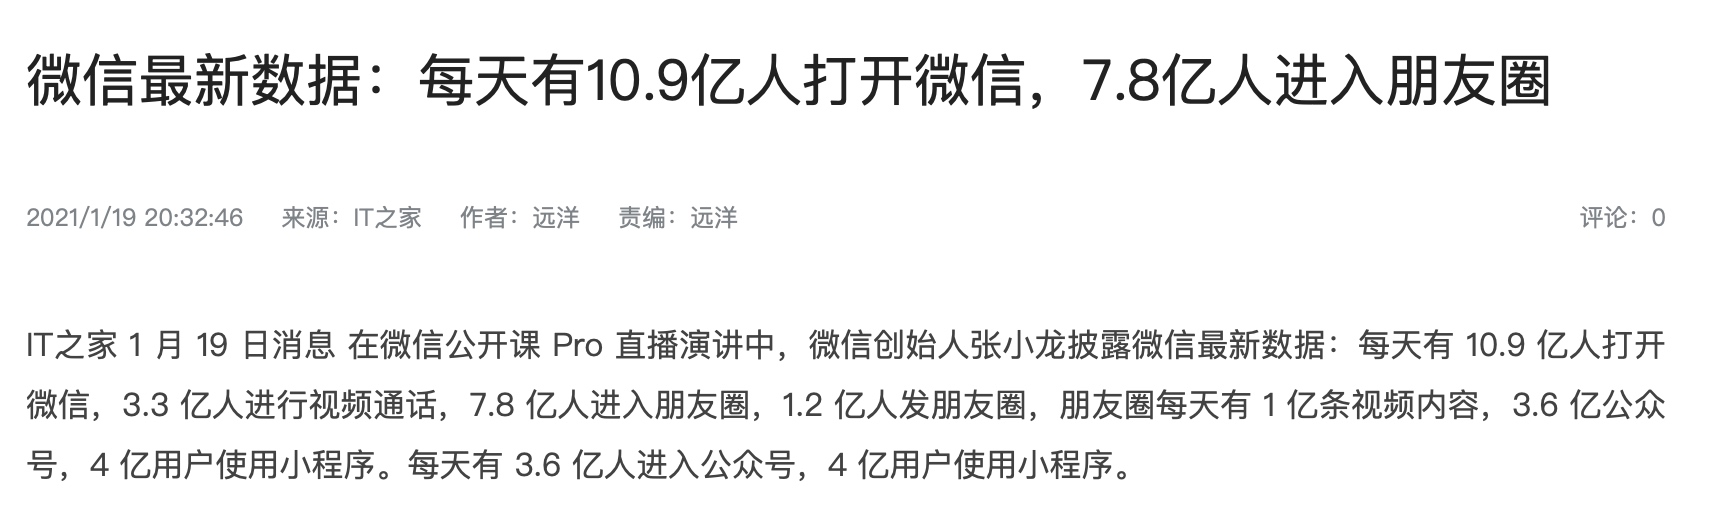 微信最新数据：每天有10.9亿人打开微信，7.8亿人进入朋友圈
2021/1/19 20:32:46 来源：IT之家 作者：远洋 责编：远洋 评论：0
IT之家 1 月 19 日消息 在微信公开课 Pro 直播演讲中，微信创始人张小龙披露微信最新数据：每天有 10.9 亿人打开
微信，3.3 亿人进行视频通话，7.8 亿人进入朋友圈，1.2 亿人发朋友圈，朋友圈每天有 1 亿条视频内容，3.6 亿公众
号，4 亿用户使用小程序。每天有 3.6 亿人进入公众号，4 亿用户使用小程序。